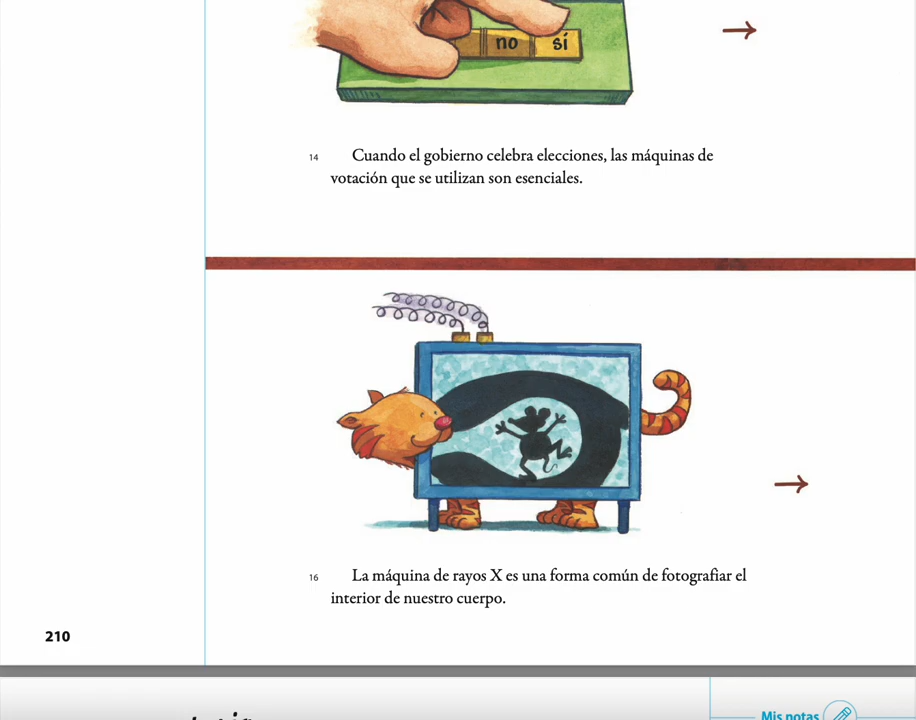 no sí
14 Cuando el gobierno celebra elecciones, las máquinas de
votación que se utilizan son esenciales.
16 La máquina de rayos X es una forma común de fotografiar el
interior de nuestro cuerpo.
210
Mis notas